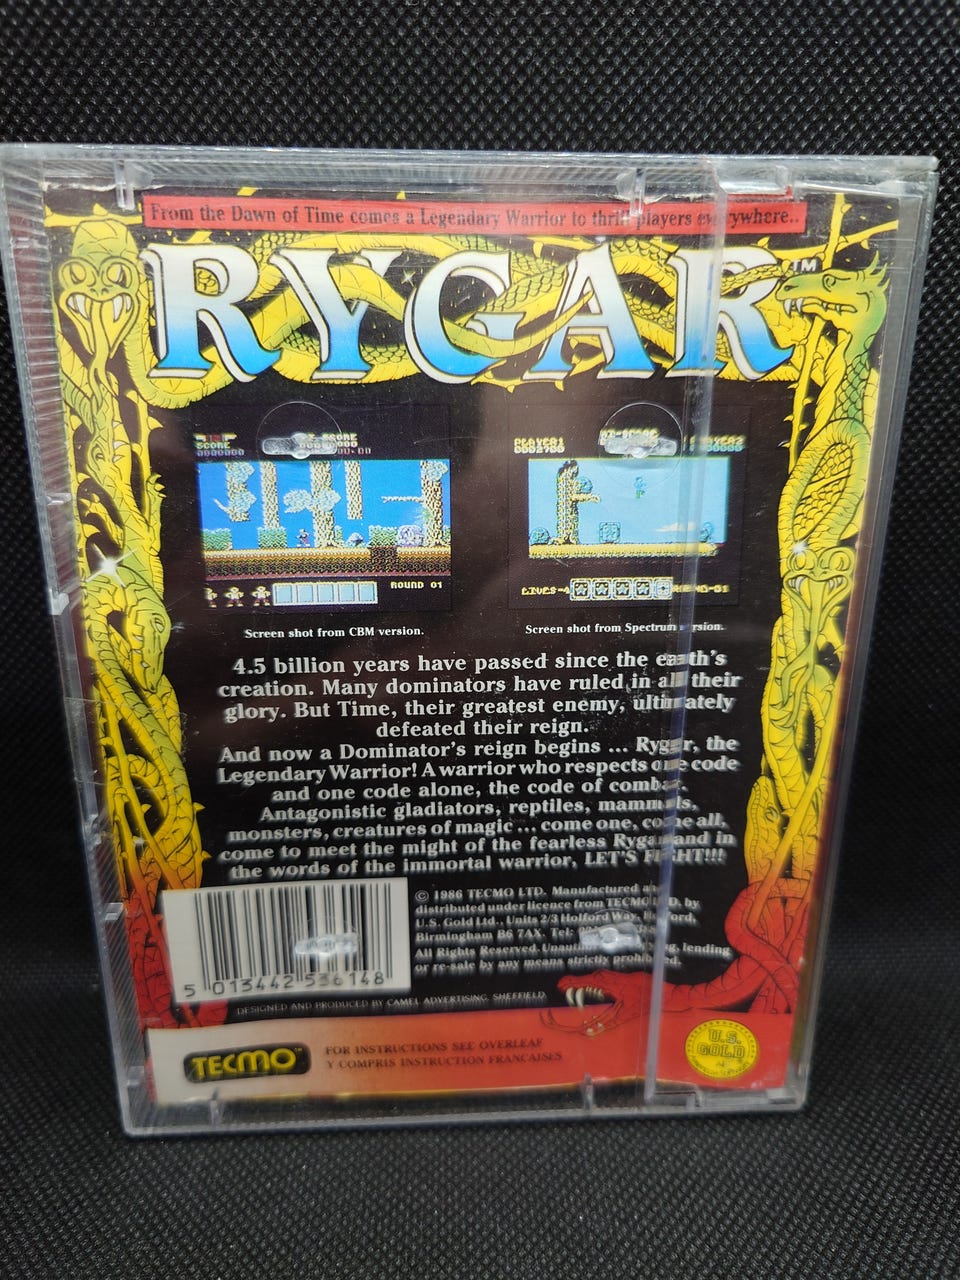 From the Dawn of Time comes a Legendary Warrior to thrill players everywhere..
RYGAR™
SCORE
PLAYER1
0002700
ROUND 01
LIVES-4
Screen shot from CBM version.
Screen shot from Spectrum version.
4.5 billion years have passed since the earth's
creation. Many dominators have ruled in all their
glory. But Time, their greatest enemy, ultimately
defeated their reign.
And now a Dominator's reign begins ... Rygar, the
Legendary Warrior! A warrior who respects one code
and one code alone, the code of combat.
Antagonistic gladiators, reptiles, mammals,
monsters, creatures of magic ... come one, come all,
come to meet the might of the fearless Rygar and in
the words of the immortal warrior, LET'S FIGHT!!!
© 1986 TECMO LTD. Manufactured and
distributed under licence from TECMO LTD. by
U.S. Gold Ltd., Units 2/3 Holford Way, Holford,
Birmingham B6 7AX. Tel:
All Rights Reserved. lending
or re-sale by any means strictly prohibited.
5 013442 536148
DESIGNED AND PRODUCED BY CAMEL ADVERTISING, SHEFFIELD
TECMO™
FOR INSTRUCTIONS SEE OVERLEAF
Y COMPRIS INSTRUCTION FRANCAISES
U.S.
GOLD